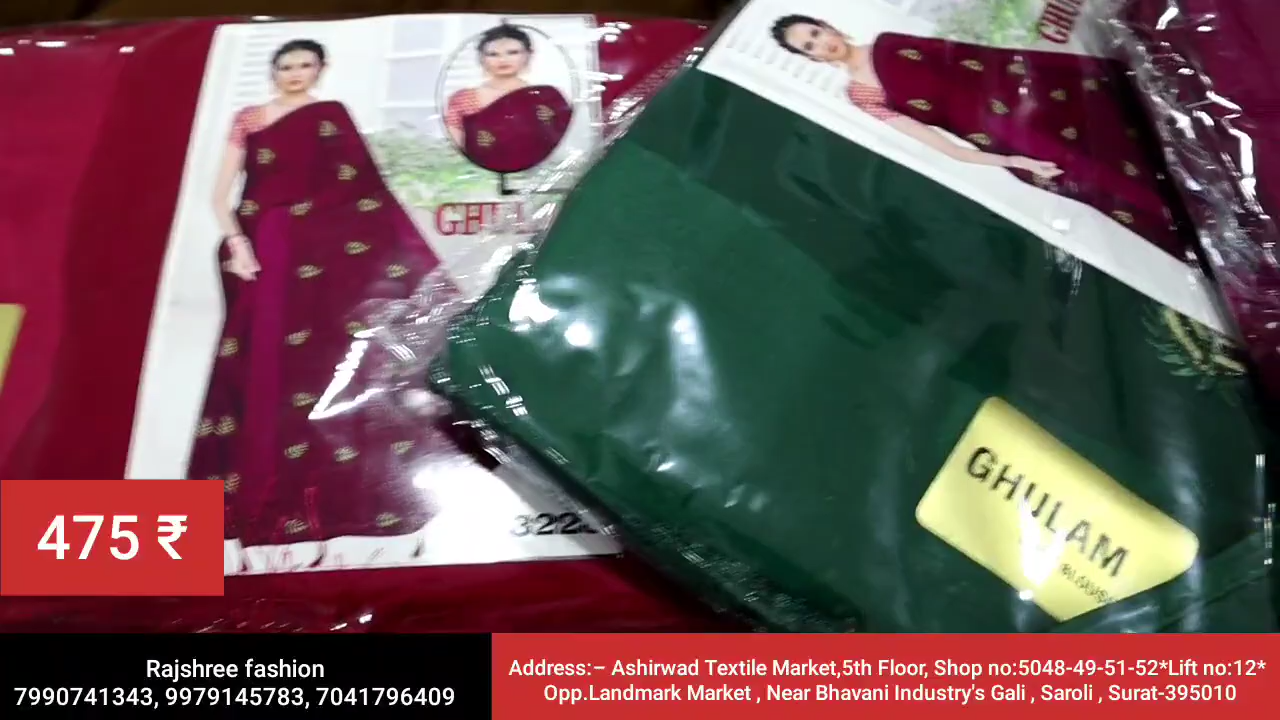 GHULAM
475 ₹
Rajshree fashion
7990741343, 9979145783, 7041796409
Address:– Ashirwad Textile Market,5th Floor, Shop no:5048-49-51-52*Lift no:12*
Opp.Landmark Market , Near Bhavani Industry's Gali , Saroli , Surat-395010